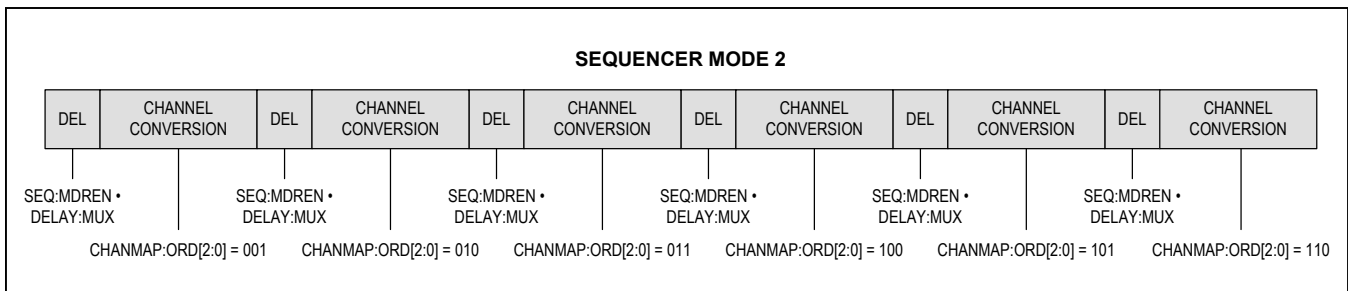 SEQUENCER MODE 2
DEL
CHANNEL
CONVERSION
DEL
CHANNEL
CONVERSION
DEL
CHANNEL
CONVERSION
DEL
CHANNEL
CONVERSION
DEL
CHANNEL
CONVERSION
DEL
CHANNEL
CONVERSION
SEQ:MDREN •
DELAY:MUX
SEQ:MDREN •
DELAY:MUX
SEQ:MDREN •
DELAY:MUX
SEQ:MDREN •
DELAY:MUX
SEQ:MDREN •
DELAY:MUX
SEQ:MDREN •
DELAY:MUX
CHANMAP:ORD[2:0] = 001
CHANMAP:ORD[2:0] = 010
CHANMAP:ORD[2:0] = 011
CHANMAP:ORD[2:0] = 100
CHANMAP:ORD[2:0] = 101
CHANMAP:ORD[2:0] = 110